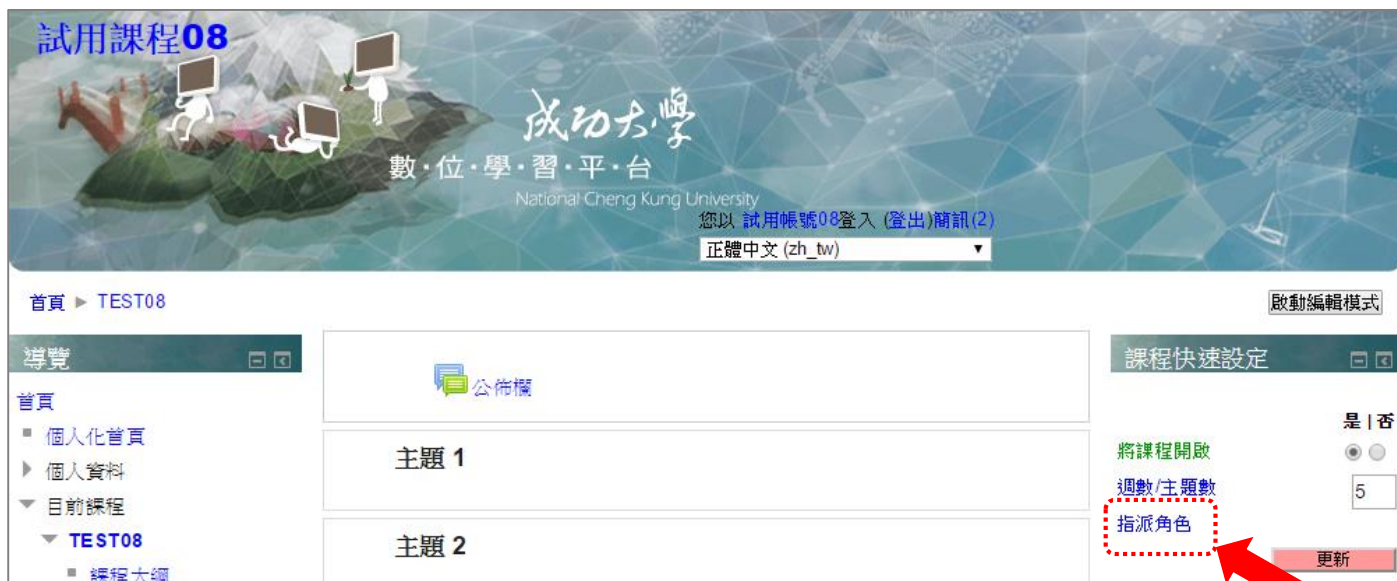 試用課程08
成功大學
數·位·學·習·平·台
National Cheng Kung University
您以 試用帳號08登入 (登出)簡訊(2)
正體中文 (zh_tw)
首頁 ► TEST08
啟動編輯模式
導覽
首頁
個人化首頁
個人資料
目前課程
TEST08
課程大綱
公佈欄
主題 1
主題 2
課程快速設定
是 | 否
將課程開啟
週數/主題數 5
指派角色
更新